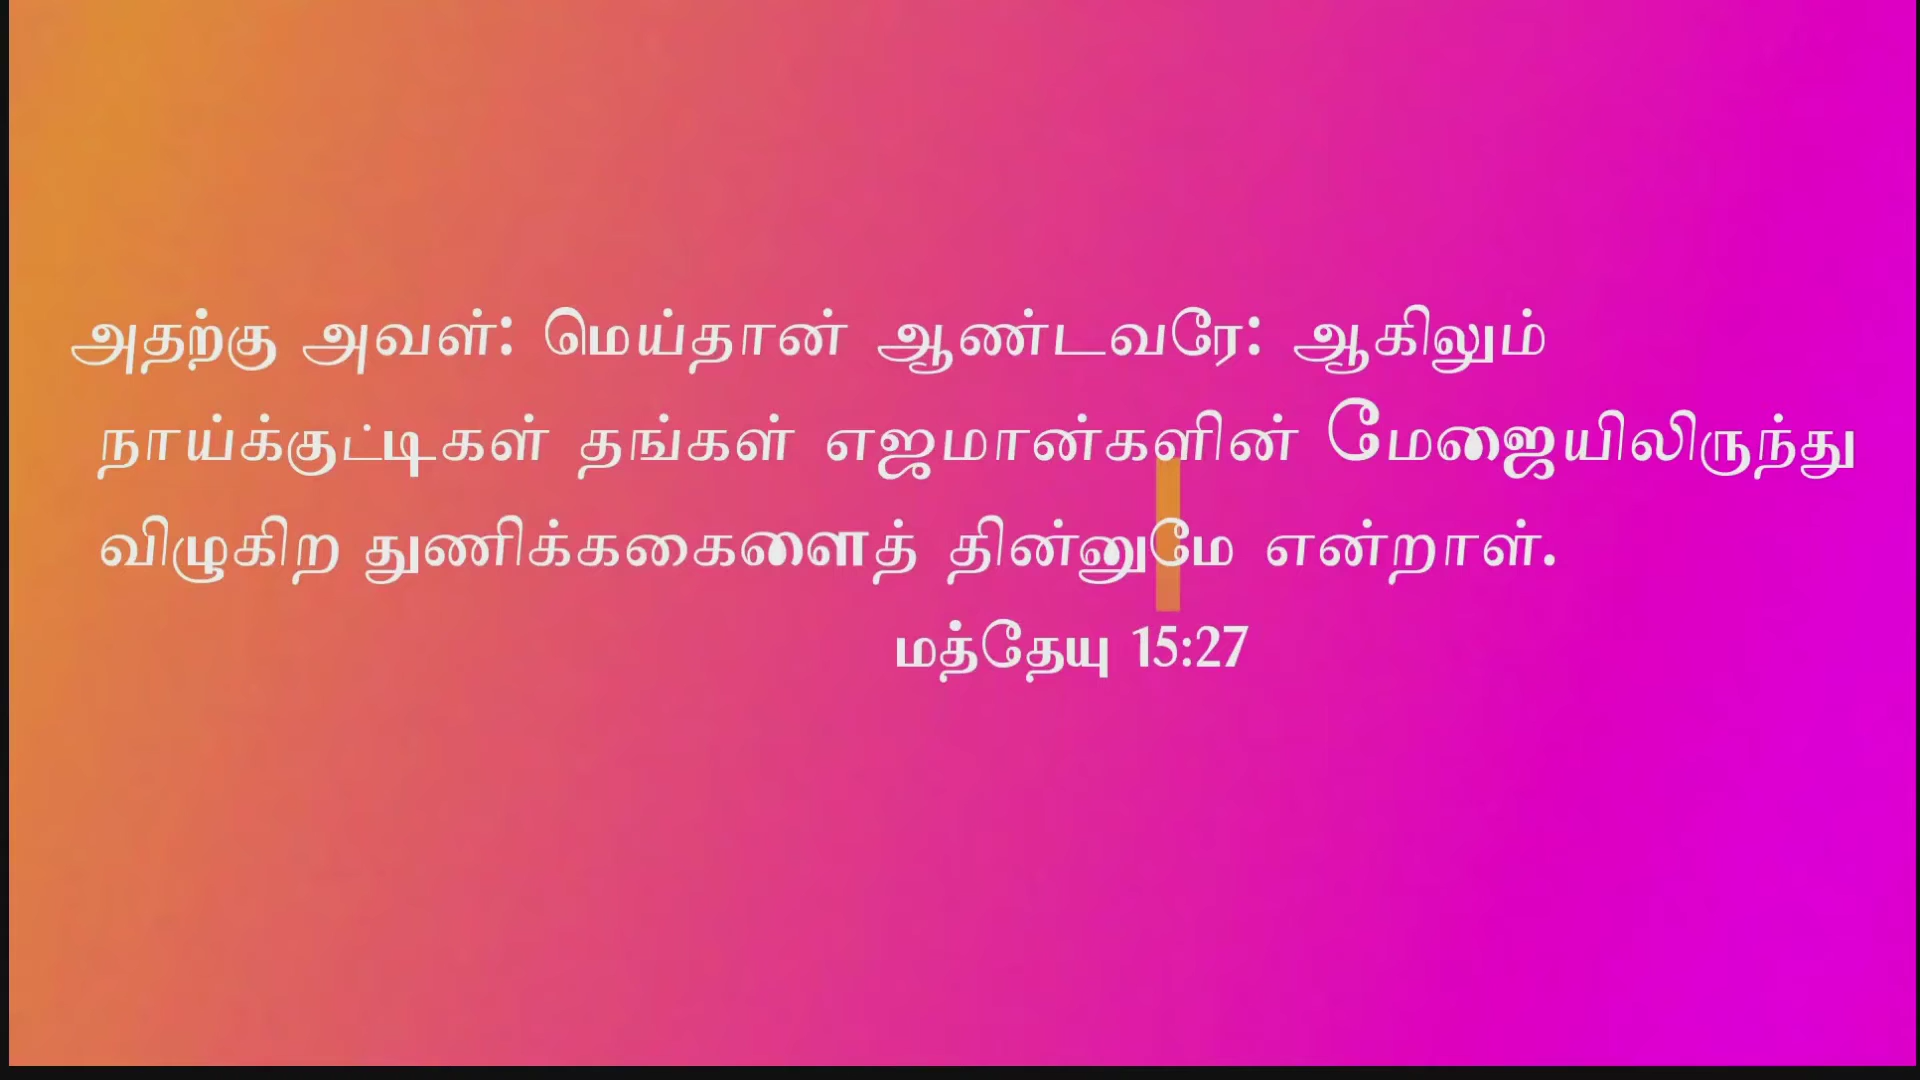 அதற்கு அவள்: மெய்தான் ஆண்டவரே: ஆகிலும்
நாய்க்குட்டிகள் தங்கள் எஜமான்களின் மேஜையிலிருந்து
விழுகிற துணிக்ககைளைத் தின்னுமே என்றாள்.
மத்தேயு 15:27